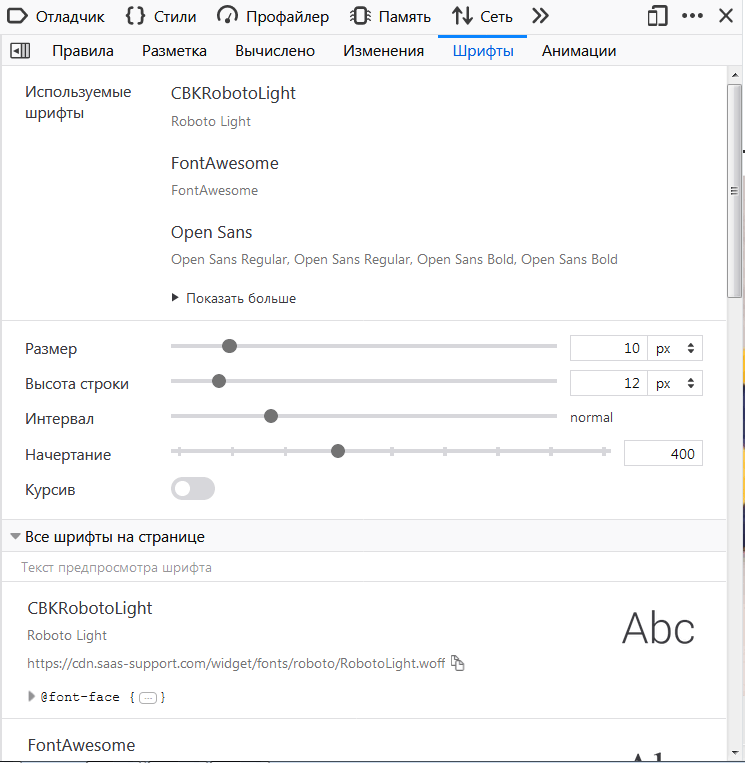 Отладчик {} Стили Профайлер Память Сеть
Правила Разметка Вычислено Изменения Шрифты Анимации
Используемые шрифты
CBKRobotoLight
Roboto Light
FontAwesome
FontAwesome
Open Sans
Open Sans Regular, Open Sans Regular, Open Sans Bold, Open Sans Bold
Показать больше
Размер 10 px
Высота строки 12 px
Интервал normal
Начертание 400
Курсив
Все шрифты на странице
Текст предпросмотра шрифта
CBKRobotoLight
Abc
Roboto Light
https://cdn.saas-support.com/widget/fonts/roboto/RobotoLight.woff
@font-face {...}
FontAwesome